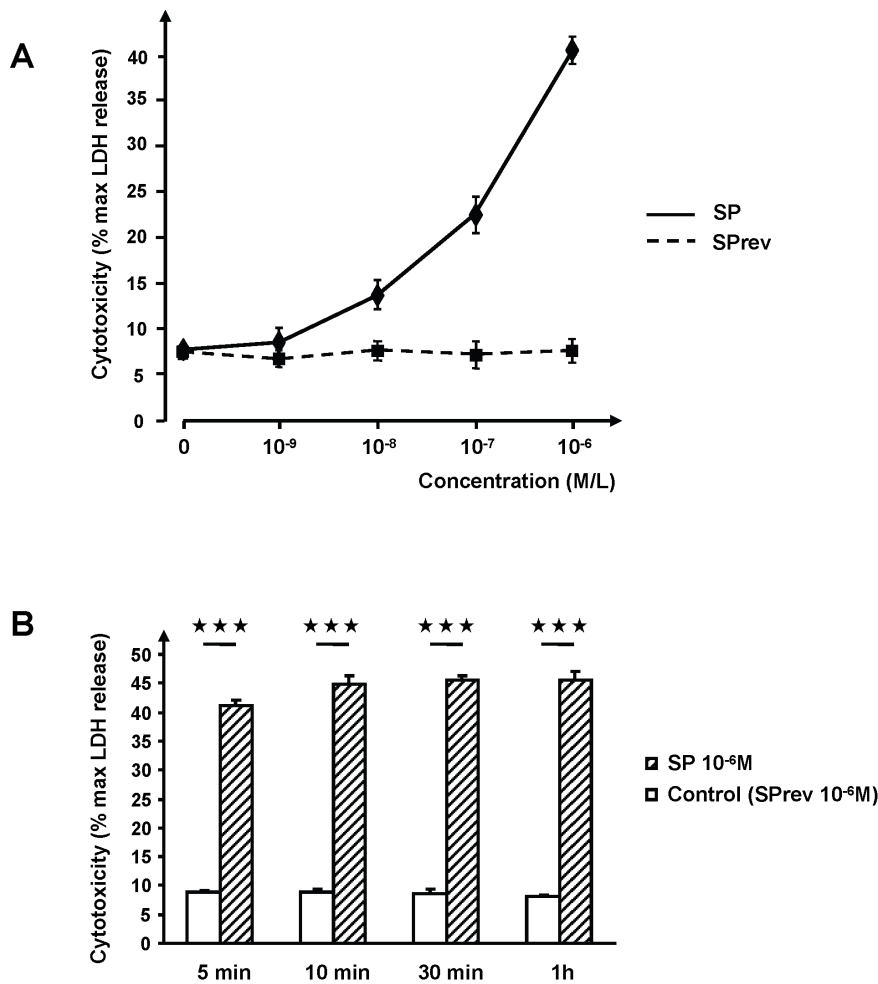 A
Cytotoxicity (% max LDH release)
40
35
30
25
20
15
10
5
0
0 10⁻⁹ 10⁻⁸ 10⁻⁷ 10⁻⁶
Concentration (M/L)
SP
SPrev
B
Cytotoxicity (% max LDH release)
★★★ ★★★ ★★★ ★★★
50
45
40
35
30
25
20
15
10
5
0
5 min 10 min 30 min 1h
SP 10⁻⁶M
Control (SPrev 10⁻⁶M)